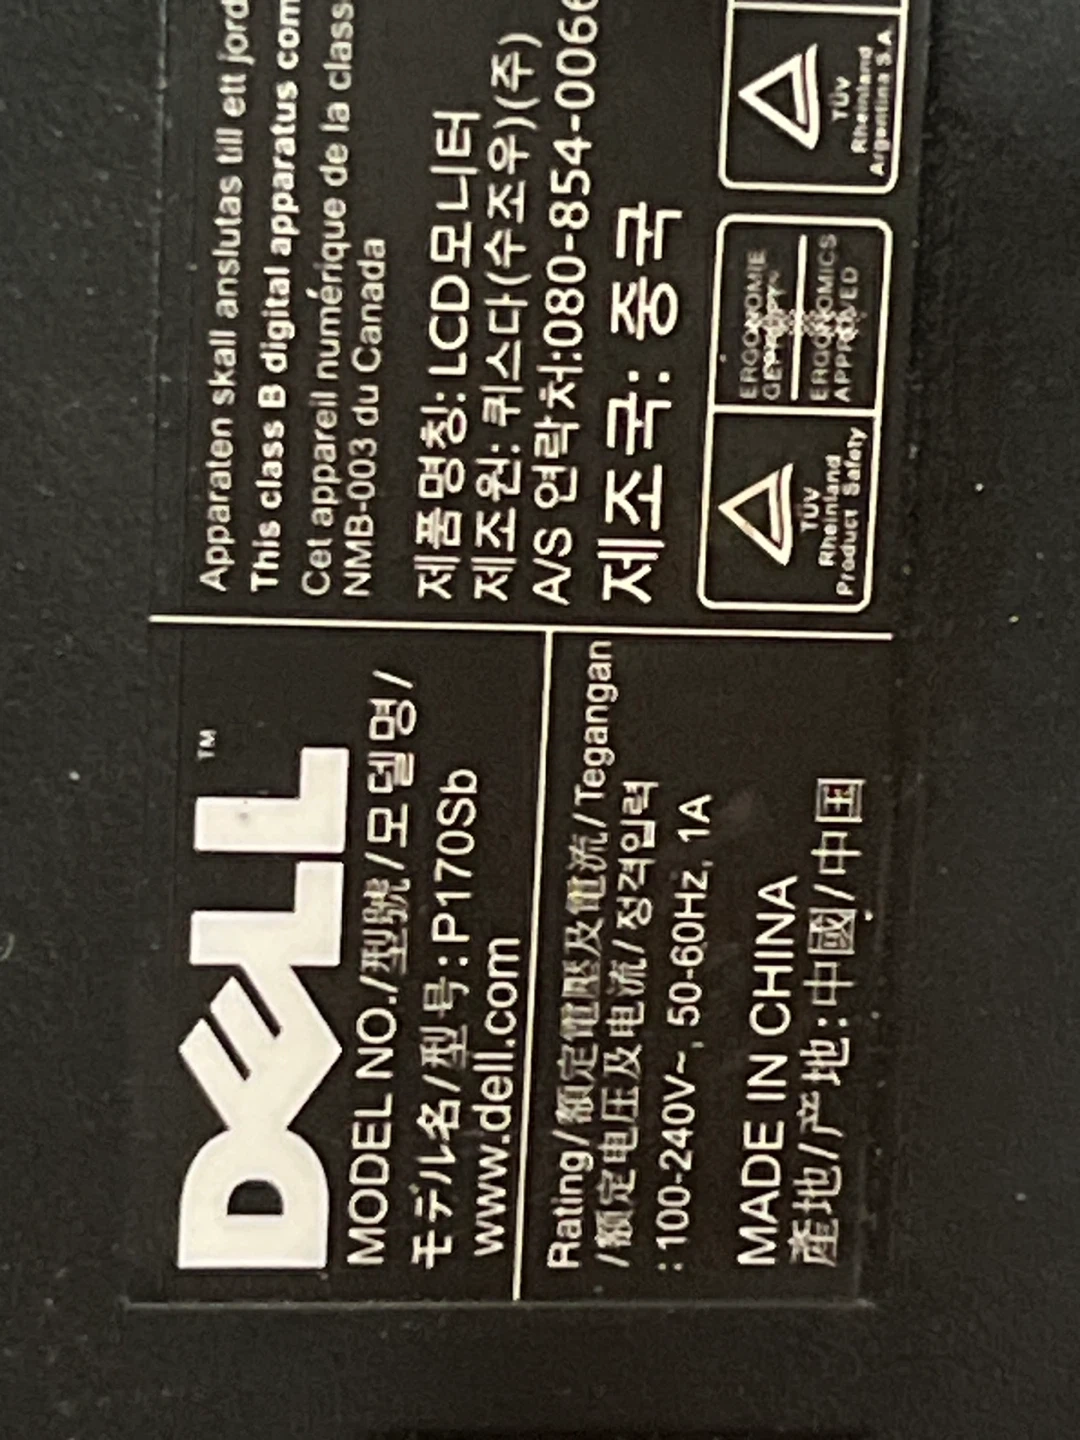 DELL™
MODEL NO./型號/모델명/
モデル名/型号:P170Sb
www.dell.com
Rating/額定電壓及電流/Tegangan
/额定电压及电流/정격입력
: 100-240V~, 50-60Hz, 1A
MADE IN CHINA
產地/产地:中國/中国
Apparaten skall anslutas till ett jord
This class B digital apparatus com
Cet appareil numérique de la class
NMB-003 du Canada
제품명칭: LCD모니터
제조원: 퀴스다(수조우)(주)
A/S 연락처:080-854-006
제조국: 중국
TÜV
Rheinland
Product Safety
ERGONOMIE
GEPRÜFT
ERGONOMICS
APPROVED
TÜV
Rheinland
Argentina S.A